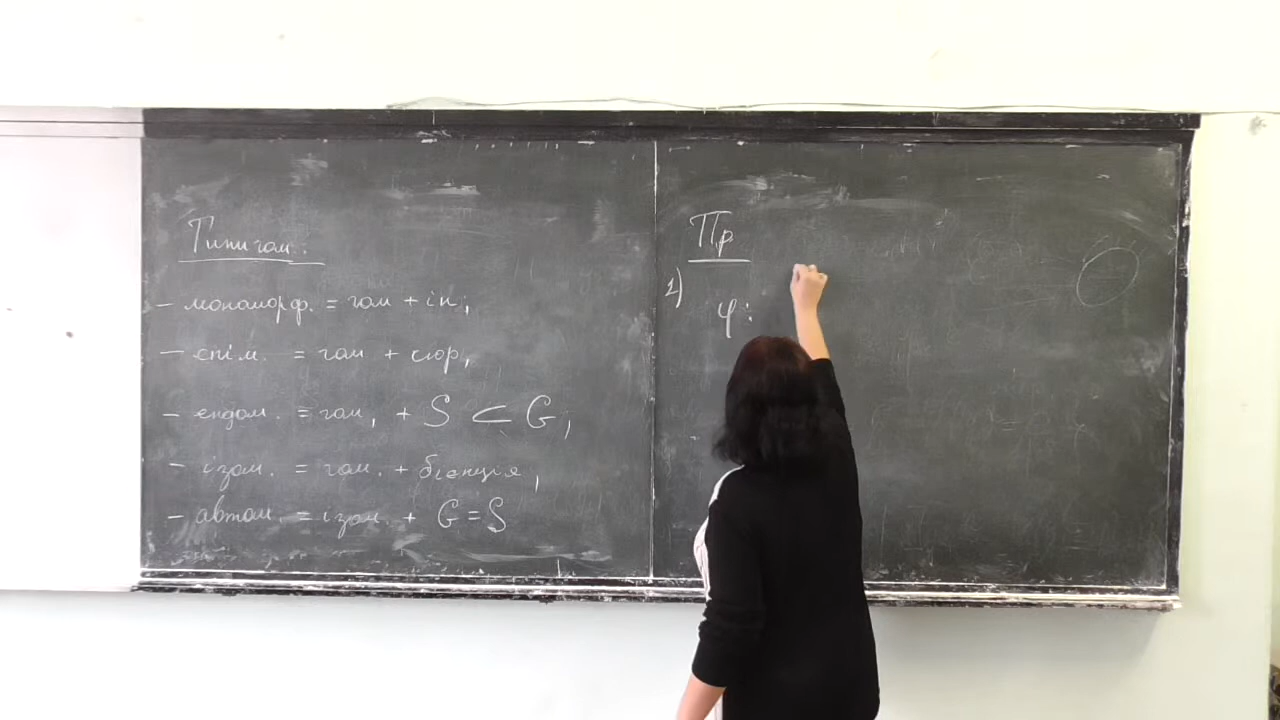 Типи гом.:
– мономорф. = гом + ін,
– епім. = гом + сюр,
– ендом. = гом, + S ⊂ G,
– ізом. = гом. + бієкція,
– автом. = ізом. + G = S
Пр
1)
φ: